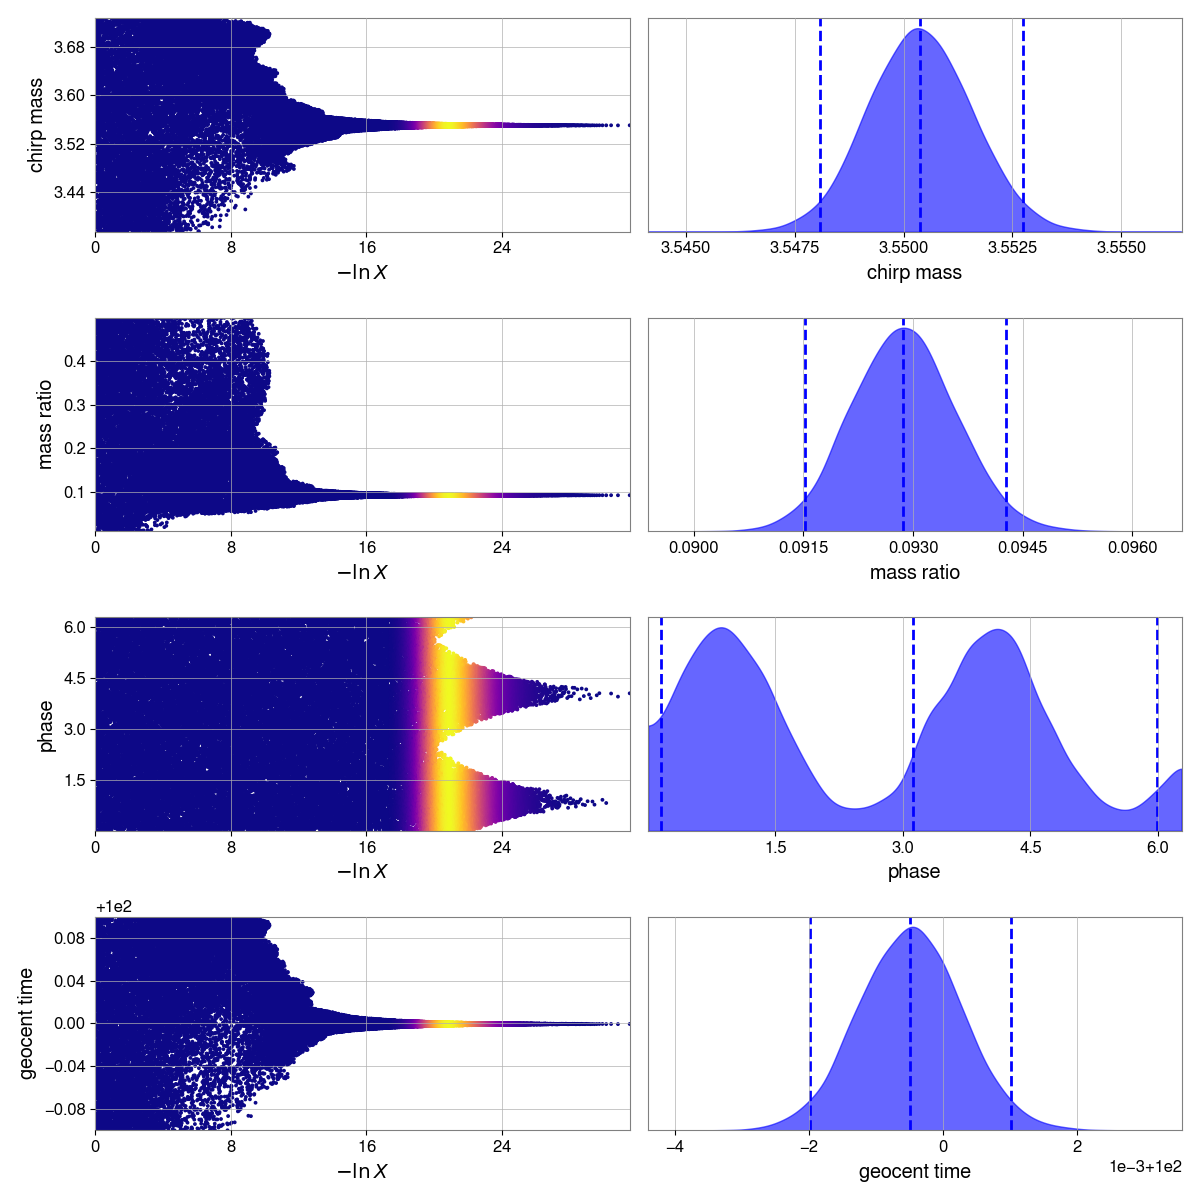 chirp mass
3.68
3.60
3.52
3.44
0 8 16 24
−ln X
3.5450 3.5475 3.5500 3.5525 3.5550
chirp mass
mass ratio
0.4
0.3
0.2
0.1
0 8 16 24
−ln X
0.0900 0.0915 0.0930 0.0945 0.0960
mass ratio
phase
6.0
4.5
3.0
1.5
0 8 16 24
−ln X
1.5 3.0 4.5 6.0
phase
+1e2
geocent time
0.08
0.04
0.00
−0.04
−0.08
0 8 16 24
−ln X
−4 −2 0 2
1e−3+1e2
geocent time